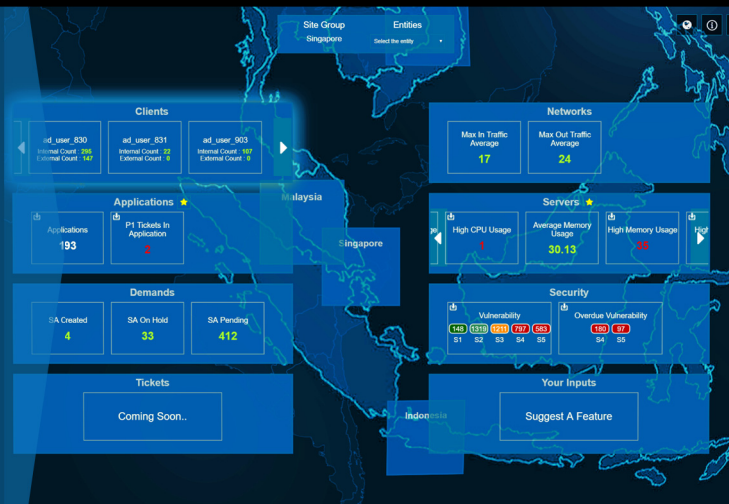 Site Group
Entities
Singapore
Select the entity
Clients
ad_user_830
Internal Count : 295
External Count : 147
ad_user_831
Internal Count : 22
External Count : 0
ad_user_903
Internal Count : 107
External Count : 0
Networks
Max In Traffic
Average
17
Max Out Traffic
Average
24
Malaysia
Singapore
Indonesia
Applications
Applications
193
P1 Tickets In
Application
Servers
High CPU Usage
Average Memory
Usage
30.13
High Memory Usage
Demands
SA Created
4
SA On Hold
33
SA Pending
412
Security
Vulnerability
148 1319 1211 797 583
S1 S2 S3 S4 S5
Overdue Vulnerability
180 97
S4 S5
Tickets
Coming Soon..
Your Inputs
Suggest A Feature